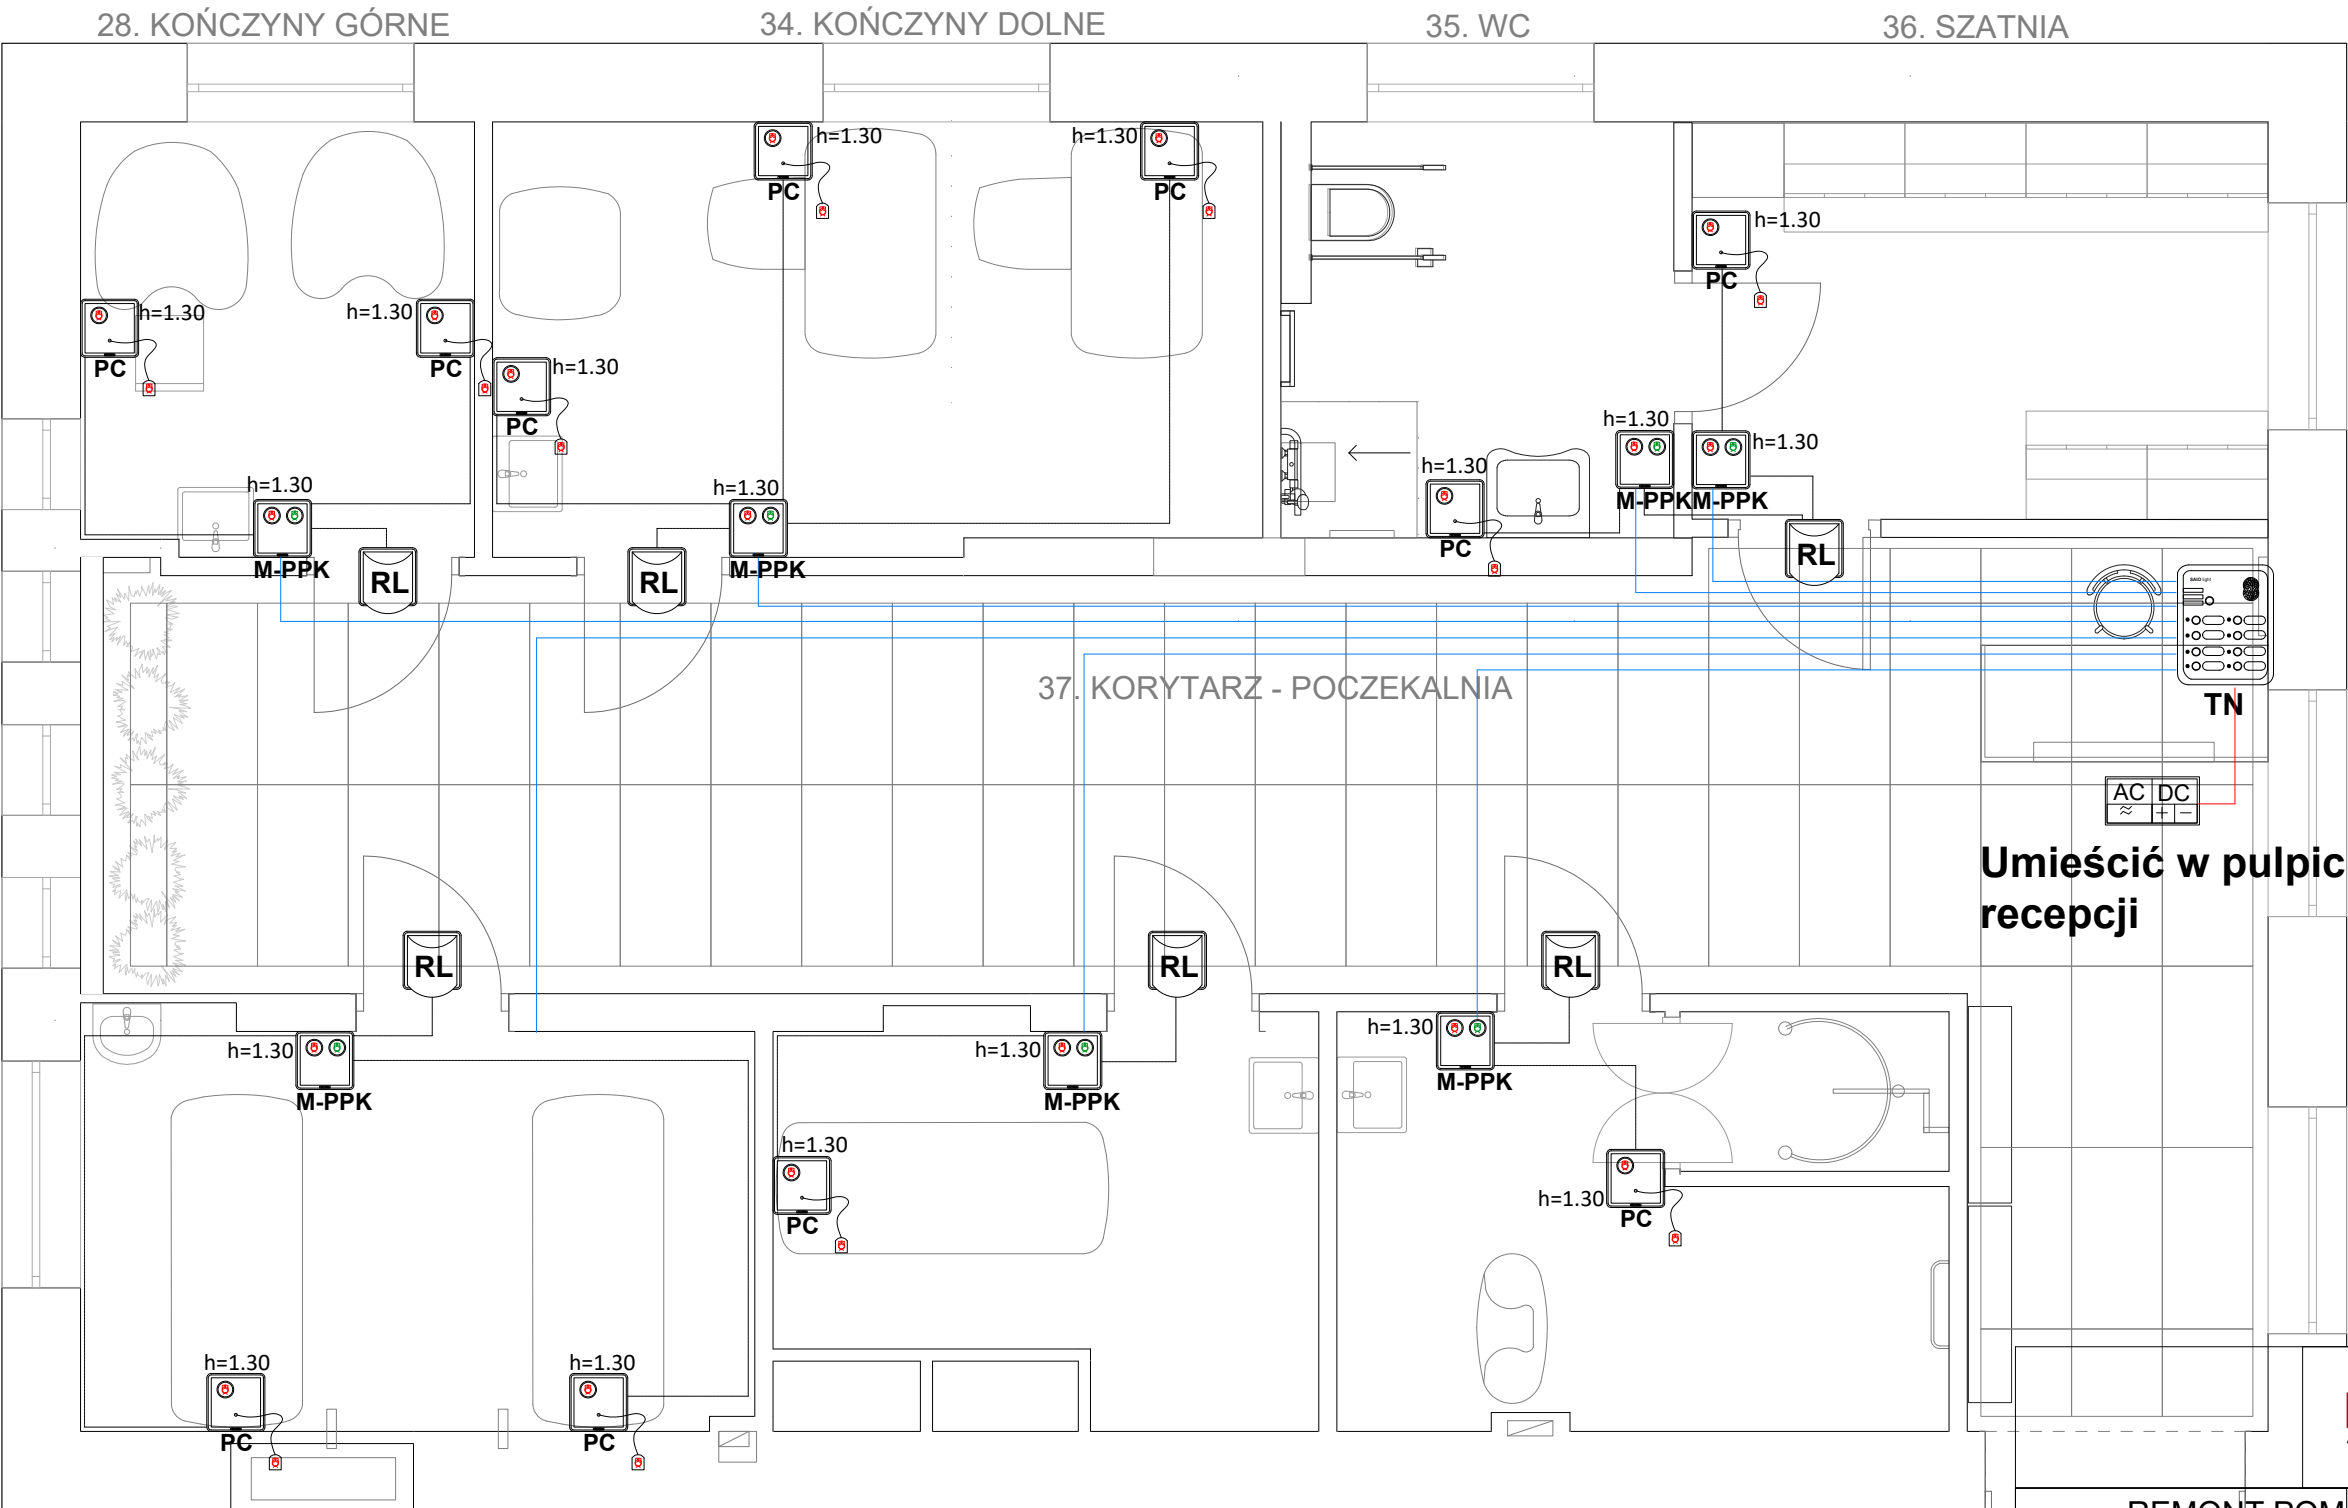 28. KOŃCZYNY GÓRNE
34. KOŃCZYNY DOLNE
35. WC
36. SZATNIA
h=1.30
PC
h=1.30
PC
h=1.30
PC
h=1.30
PC
h=1.30
PC
h=1.30
PC
h=1.30
M-PPK
RL
h=1.30
M-PPK
RL
h=1.30
PC
h=1.30
M-PPK
h=1.30
M-PPK
RL
SAIO light
TN
37. KORYTARZ - POCZEKALNIA
AC DC
≈ + −
Umieścić w pulpic
recepcji
RL
RL
RL
h=1.30
M-PPK
h=1.30
M-PPK
h=1.30
M-PPK
h=1.30
PC
h=1.30
PC
h=1.30
PC
h=1.30
PC
REMONT POM